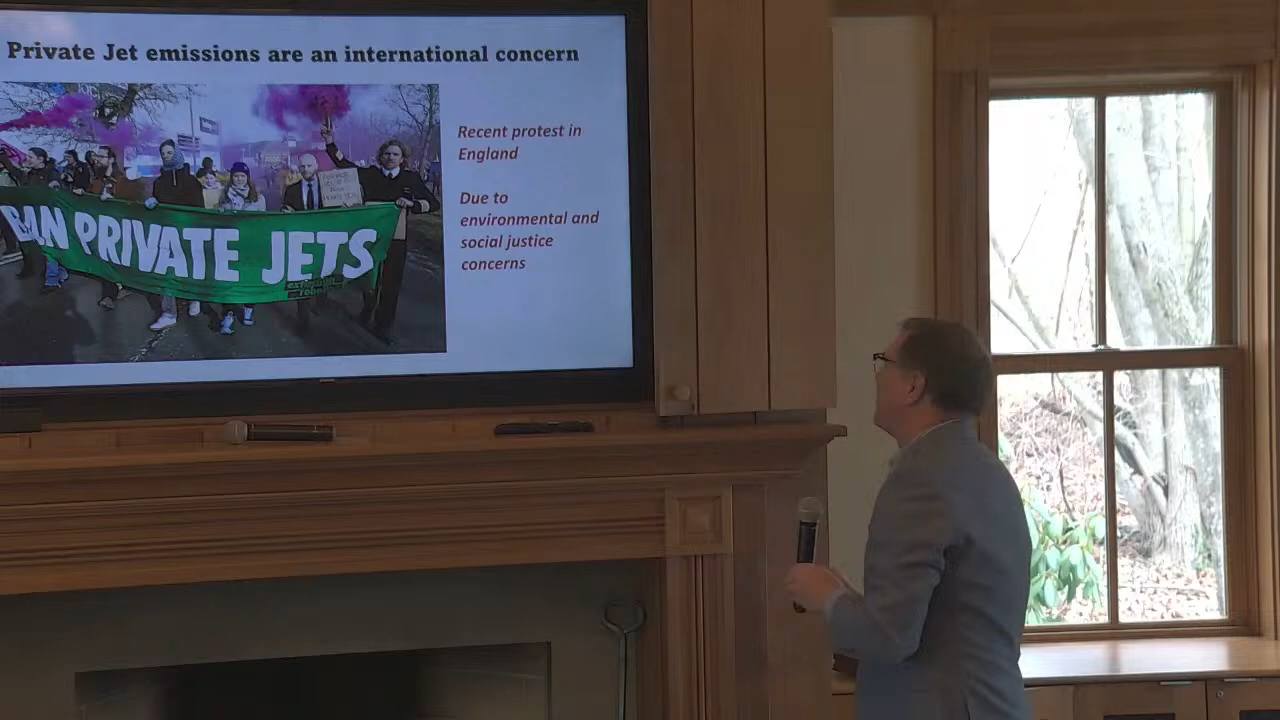 Private Jet emissions are an international concern
Recent protest in
England
Due to
environmental and
social justice
concerns
BAN PRIVATE JETS